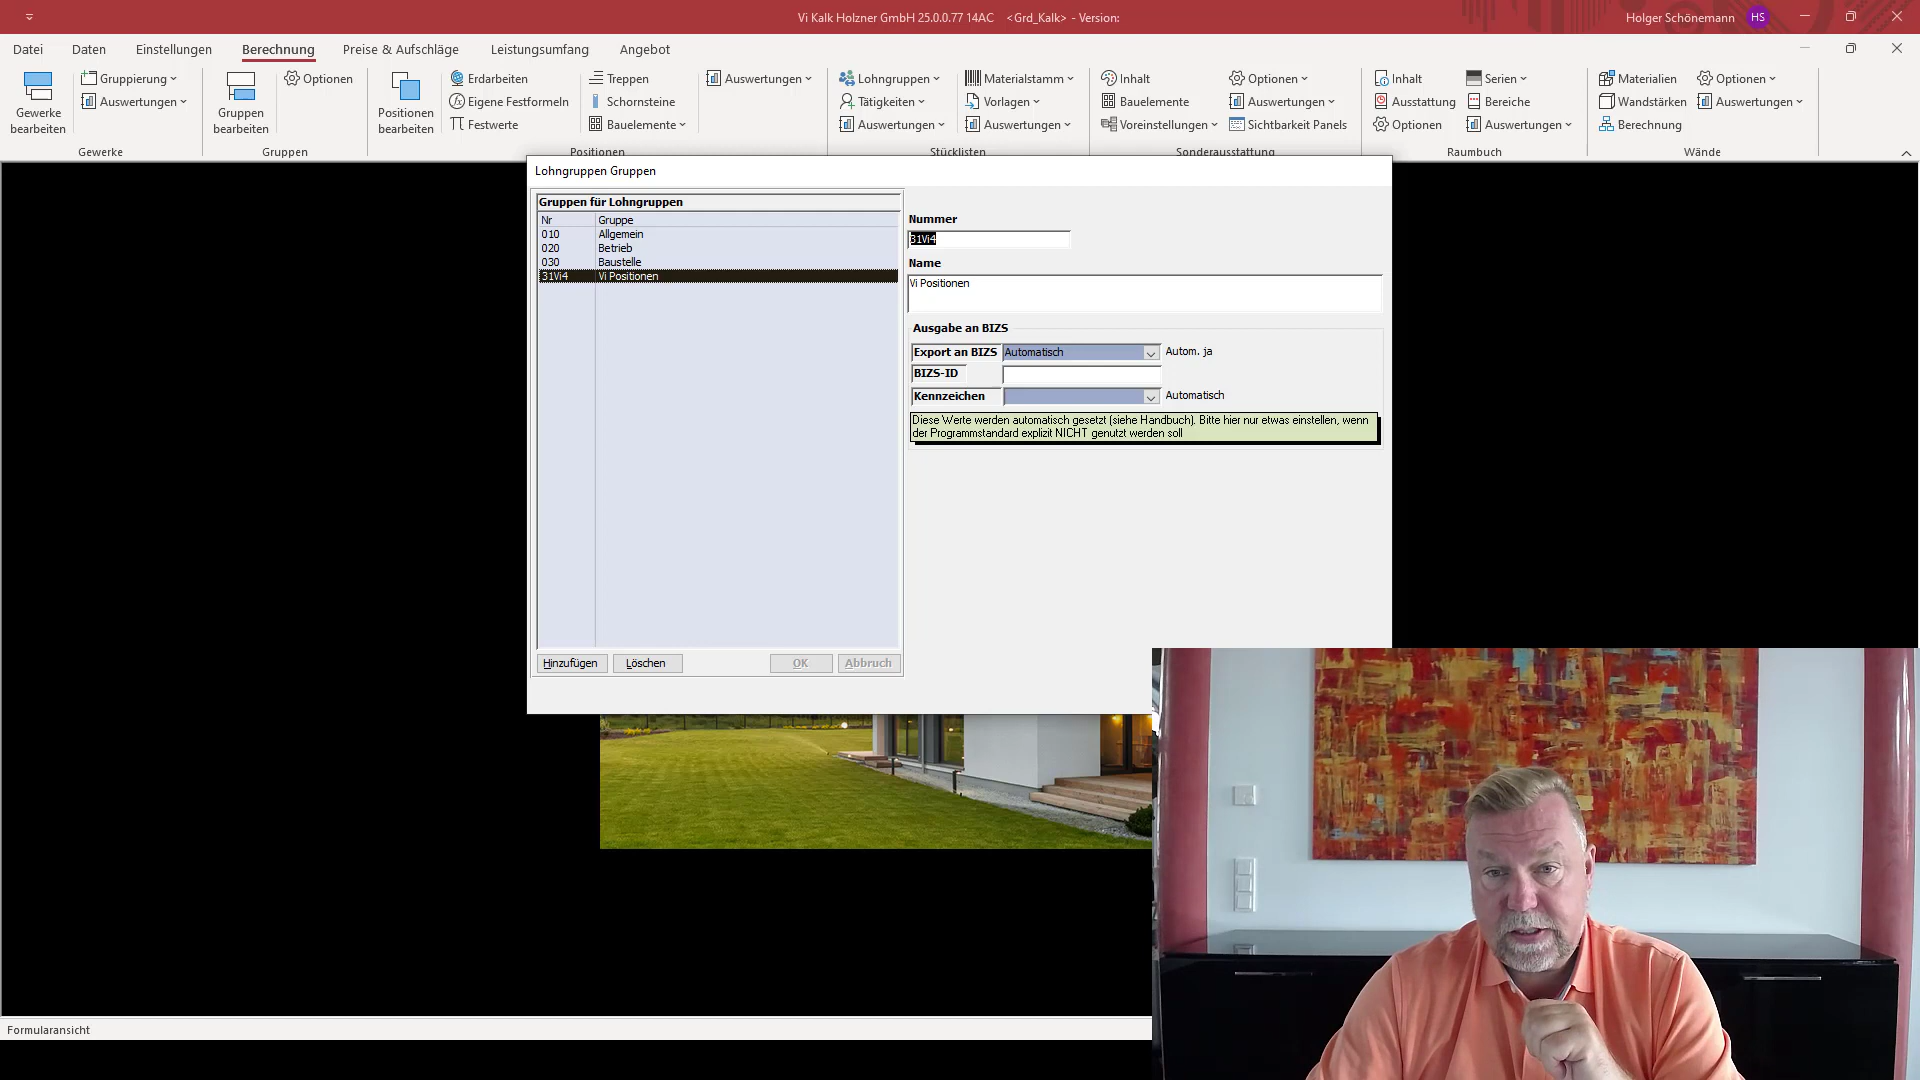 Vi Kalk Holzner GmbH 25.0.0.77 14AC <Grd_Kalk> - Version:
Holger Schönemann HS
Datei Daten Einstellungen Berechnung Preise & Aufschläge Leistungsumfang Angebot
Gewerke bearbeiten
Gruppierung
Auswertungen
Gewerke
Gruppen bearbeiten
Optionen
Gruppen
Positionen bearbeiten
Erdarbeiten
Eigene Festformeln
Festwerte
Treppen
Schornsteine
Bauelemente
Auswertungen
Positionen
Lohngruppen
Tätigkeiten
Auswertungen
Materialstamm
Vorlagen
Auswertungen
Stücklisten
Inhalt
Bauelemente
Voreinstellungen
Optionen
Auswertungen
Sichtbarkeit Panels
Sonderausstattung
Inhalt
Ausstattung
Optionen
Serien
Bereiche
Auswertungen
Raumbuch
Materialien
Wandstärken
Berechnung
Optionen
Auswertungen
Wände
Lohngruppen Gruppen
Gruppen für Lohngruppen
Nr Gruppe
010 Allgemein
020 Betrieb
030 Baustelle
31Vi4 Vi Positionen
Hinzufügen Löschen OK Abbruch
Nummer
31Vi4
Name
Vi Positionen
Ausgabe an BIZS
Export an BIZS Automatisch Autom. ja
BIZS-ID
Kennzeichen Automatisch
Diese Werte werden automatisch gesetzt (siehe Handbuch). Bitte hier nur etwas einstellen, wenn
der Programmstandard explizit NICHT genutzt werden soll
Formularansicht